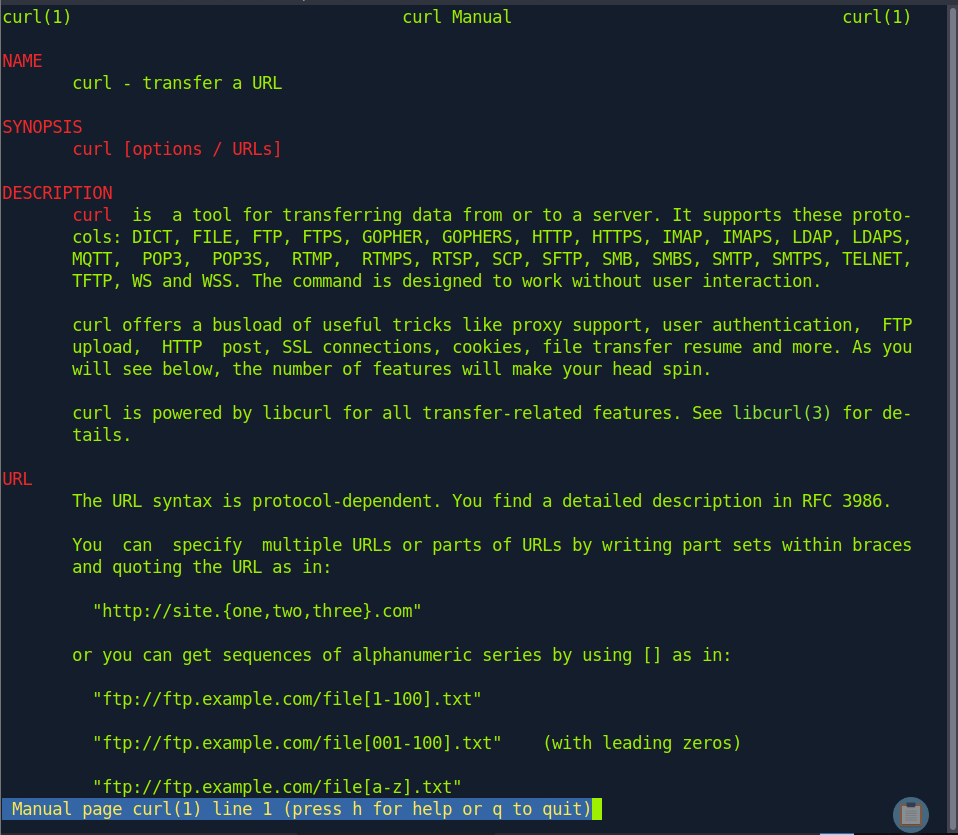 curl(1) curl Manual curl(1)
NAME
curl - transfer a URL
SYNOPSIS
curl [options / URLs]
DESCRIPTION
curl is a tool for transferring data from or to a server. It supports these proto-
cols: DICT, FILE, FTP, FTPS, GOPHER, GOPHERS, HTTP, HTTPS, IMAP, IMAPS, LDAP, LDAPS,
MQTT, POP3, POP3S, RTMP, RTMPS, RTSP, SCP, SFTP, SMB, SMBS, SMTP, SMTPS, TELNET,
TFTP, WS and WSS. The command is designed to work without user interaction.
curl offers a busload of useful tricks like proxy support, user authentication, FTP
upload, HTTP post, SSL connections, cookies, file transfer resume and more. As you
will see below, the number of features will make your head spin.
curl is powered by libcurl for all transfer-related features. See libcurl(3) for de-
tails.
URL
The URL syntax is protocol-dependent. You find a detailed description in RFC 3986.
You can specify multiple URLs or parts of URLs by writing part sets within braces
and quoting the URL as in:
"http://site.{one,two,three}.com"
or you can get sequences of alphanumeric series by using [] as in:
"ftp://ftp.example.com/file[1-100].txt"
"ftp://ftp.example.com/file[001-100].txt" (with leading zeros)
"ftp://ftp.example.com/file[a-z].txt"
Manual page curl(1) line 1 (press h for help or q to quit)